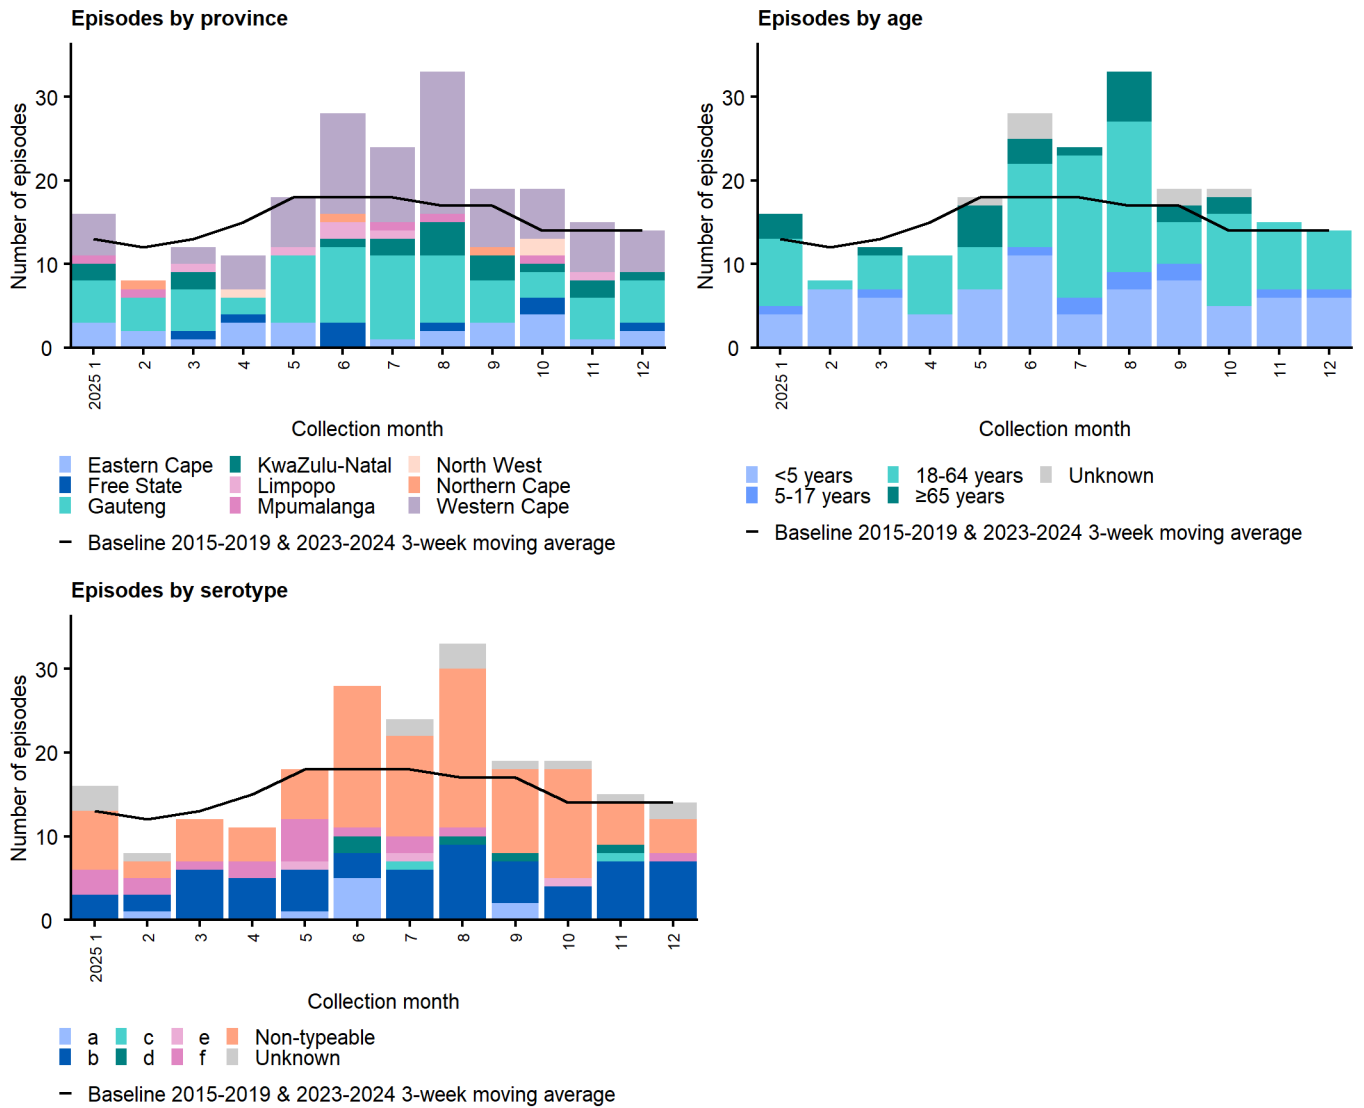 Episodes by province
Number of episodes
30
20
10
0
2025 1
2
3
4
5
6
7
8
9
10
11
12
Collection month
Eastern Cape
KwaZulu-Natal
North West
Free State
Limpopo
Northern Cape
Gauteng
Mpumalanga
Western Cape
Baseline 2015-2019 & 2023-2024 3-week moving average
Episodes by age
Number of episodes
30
20
10
0
2025 1
2
3
4
5
6
7
8
9
10
11
12
Collection month
<5 years
18-64 years
Unknown
5-17 years
≥65 years
Baseline 2015-2019 & 2023-2024 3-week moving average
Episodes by serotype
Number of episodes
30
20
10
0
2025 1
2
3
4
5
6
7
8
9
10
11
12
Collection month
a
c
e
Non-typeable
b
d
f
Unknown
Baseline 2015-2019 & 2023-2024 3-week moving average